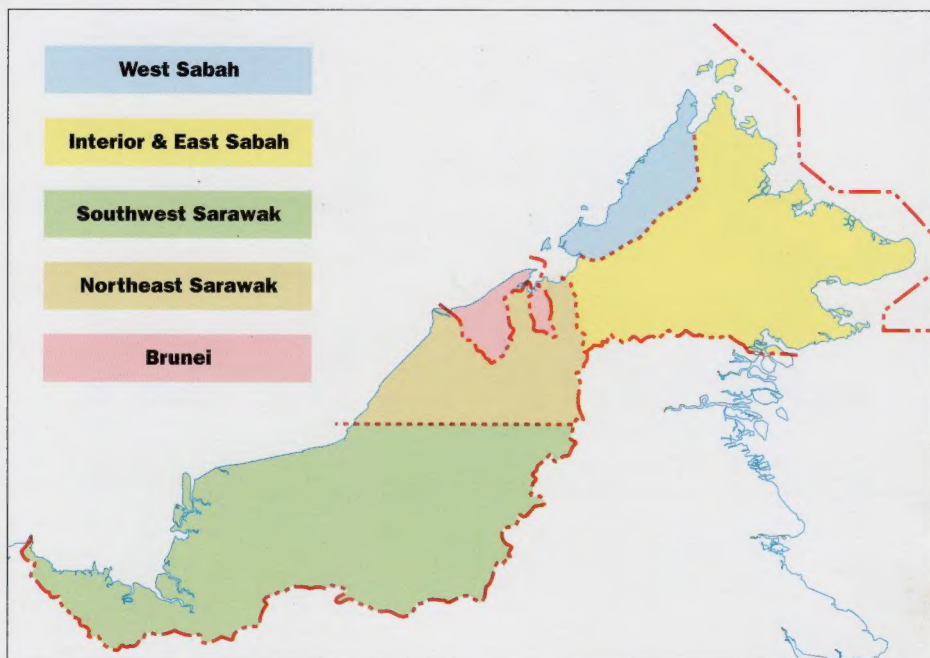 West Sabah
Interior & East Sabah
Southwest Sarawak
Northeast Sarawak
Brunei